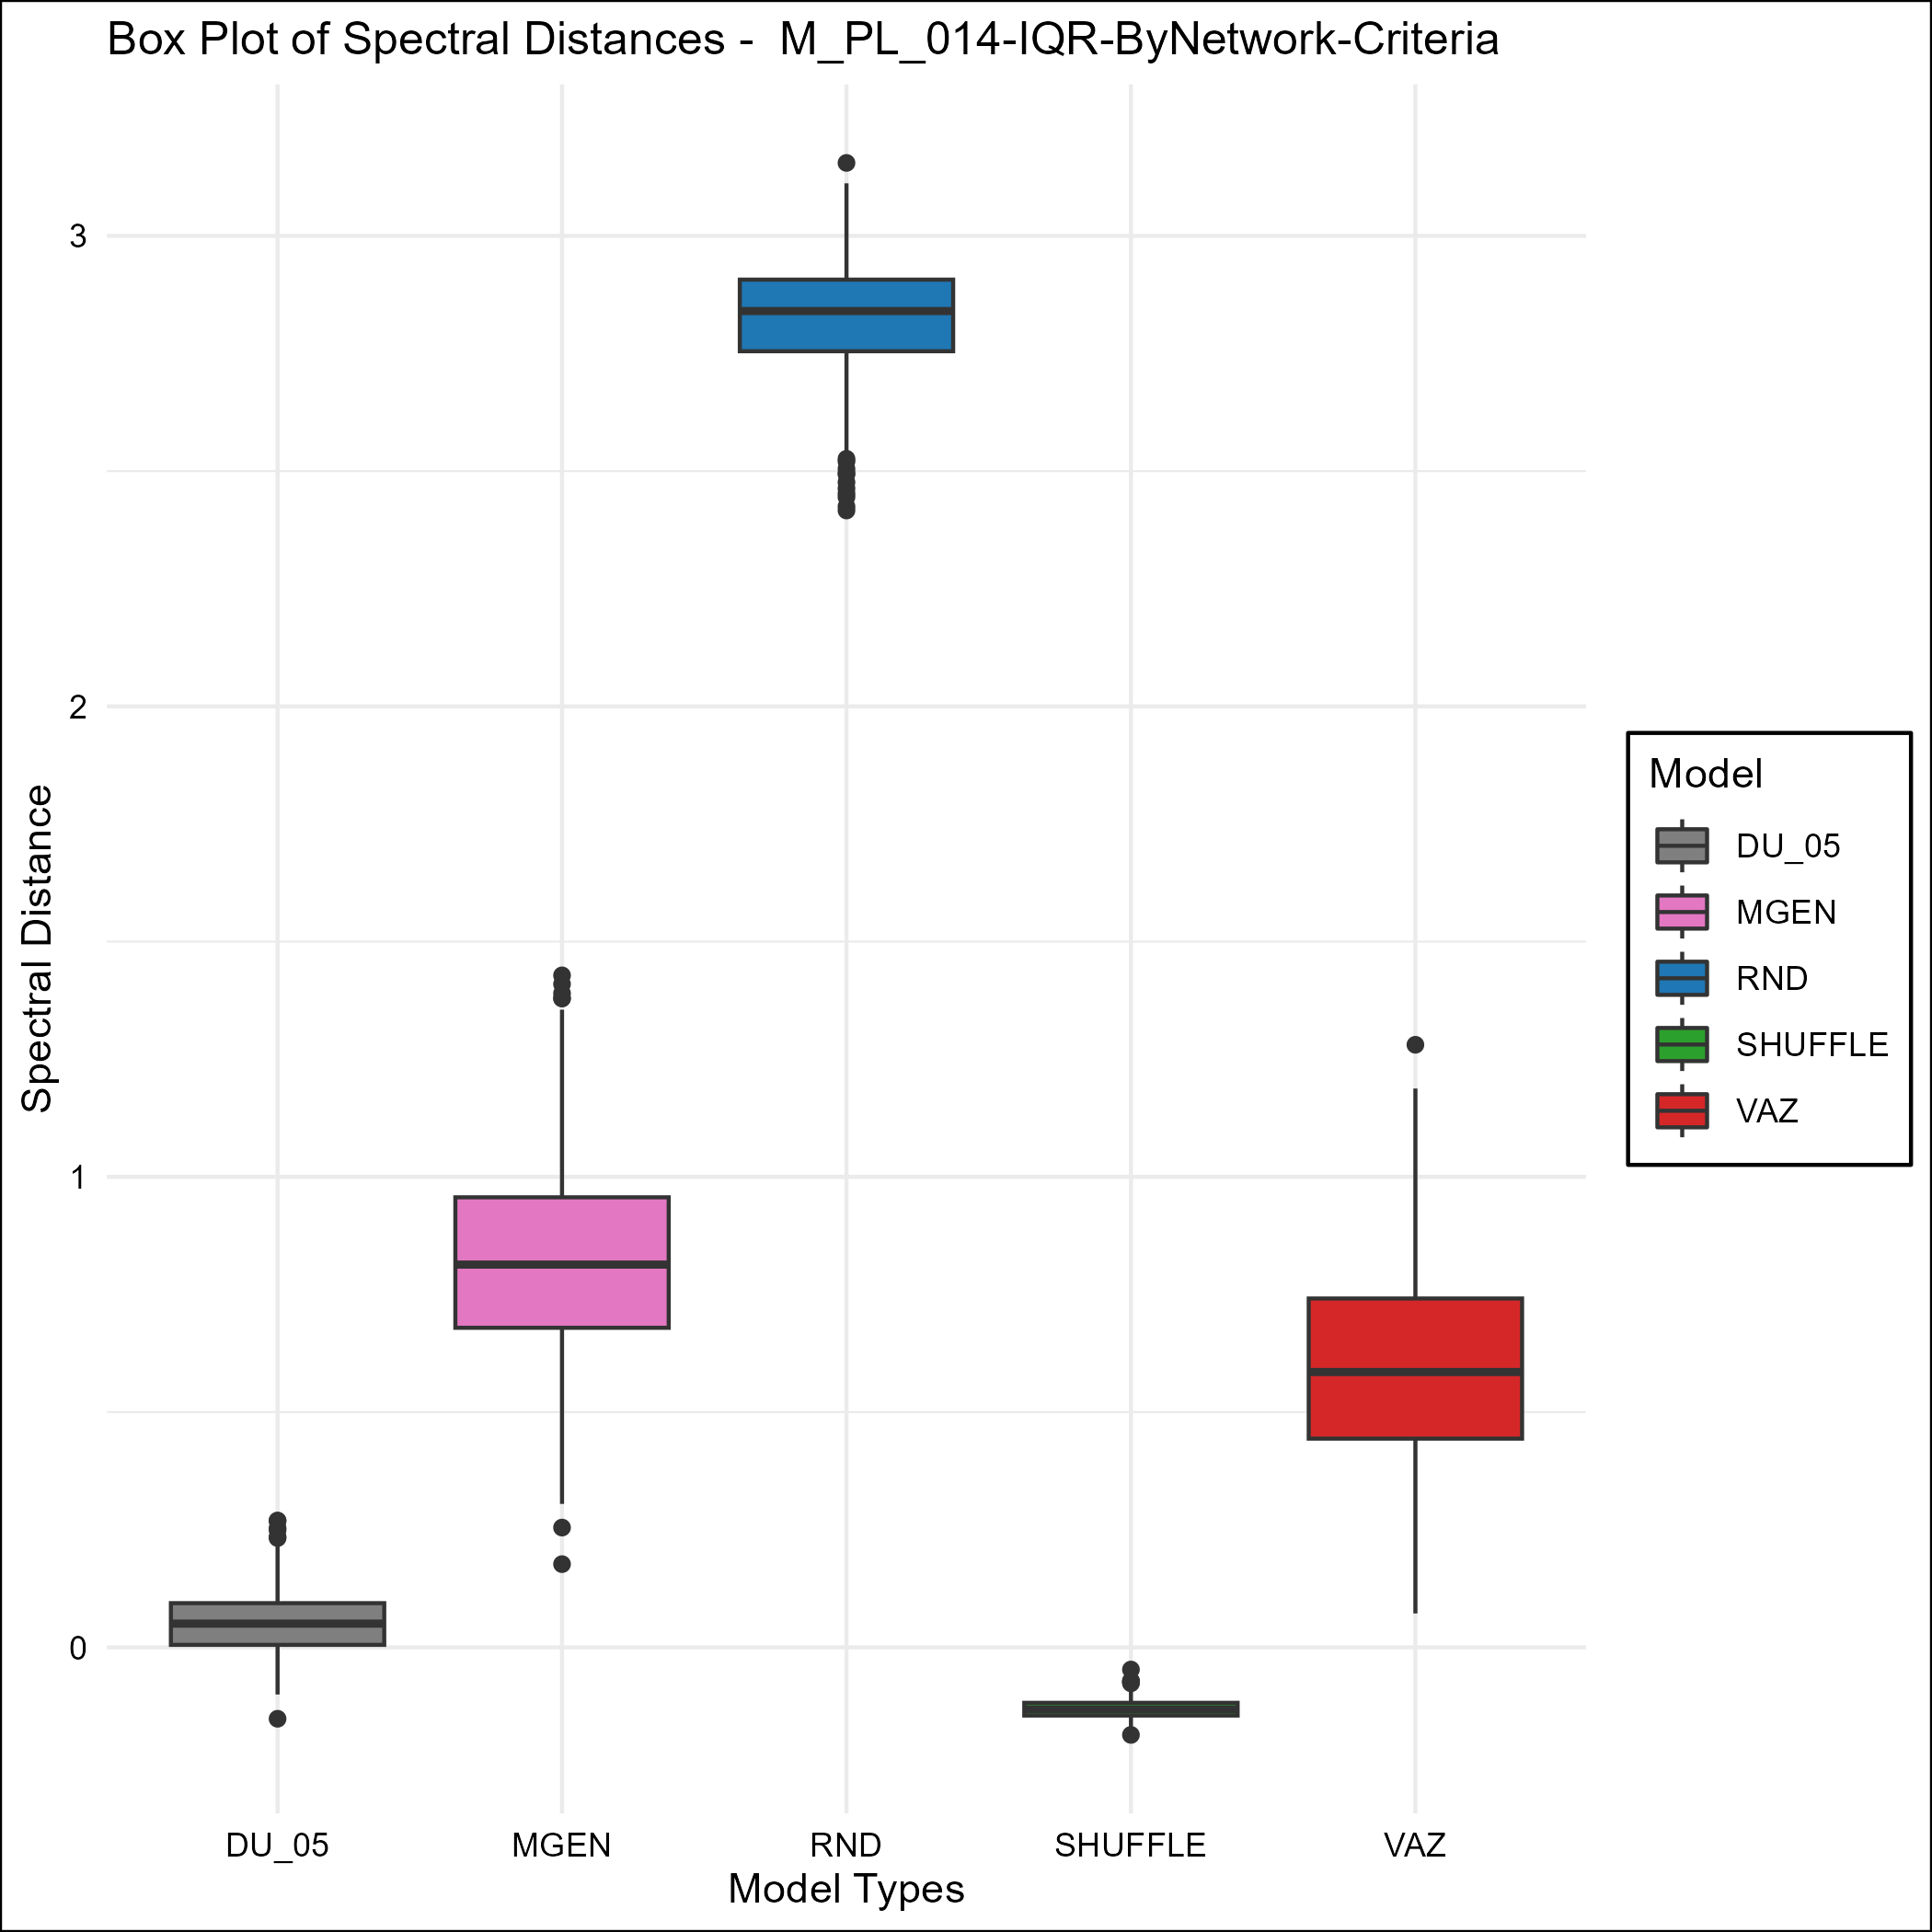 Box Plot of Spectral Distances -  M_PL_014-IQR-ByNetwork-Criteria
3
2
1
0
Spectral Distance
DU_05
MGEN
RND
SHUFFLE
VAZ
Model Types
Model
DU_05
MGEN
RND
SHUFFLE
VAZ